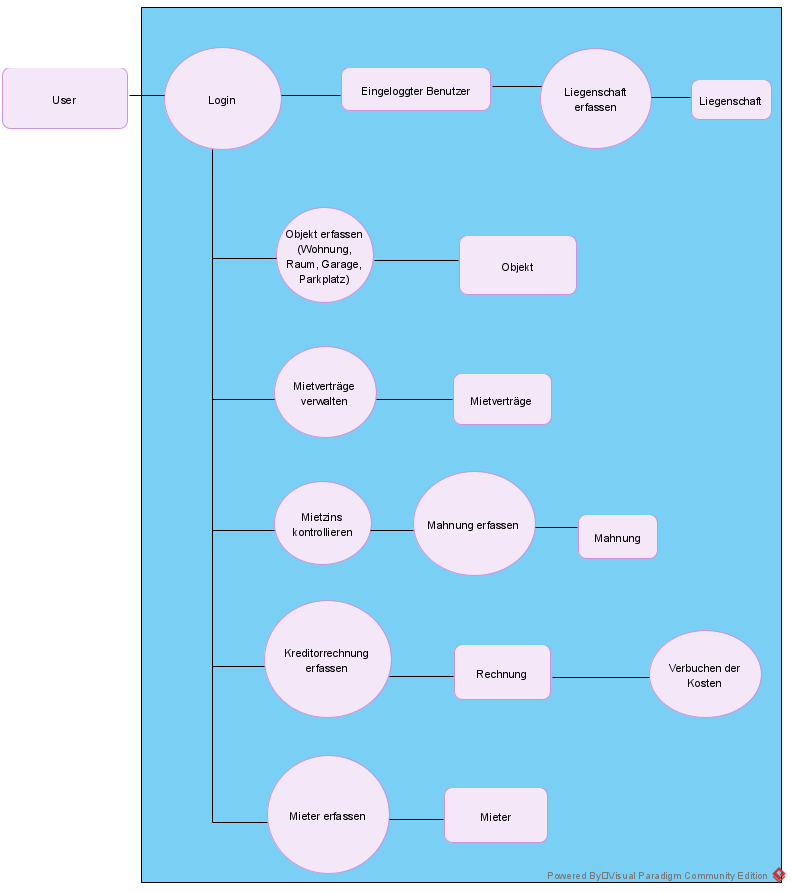 User
Login
Eingeloggter Benutzer
Liegenschaft
erfassen
Liegenschaft
Objekt erfassen
(Wohnung,
Raum, Garage,
Parkplatz)
Objekt
Mietverträge
verwalten
Mietverträge
Mietzins
kontrollieren
Mahnung erfassen
Mahnung
Kreditorrechnung
erfassen
Rechnung
Verbuchen der
Kosten
Mieter erfassen
Mieter
Powered By□Visual Paradigm Community Edition